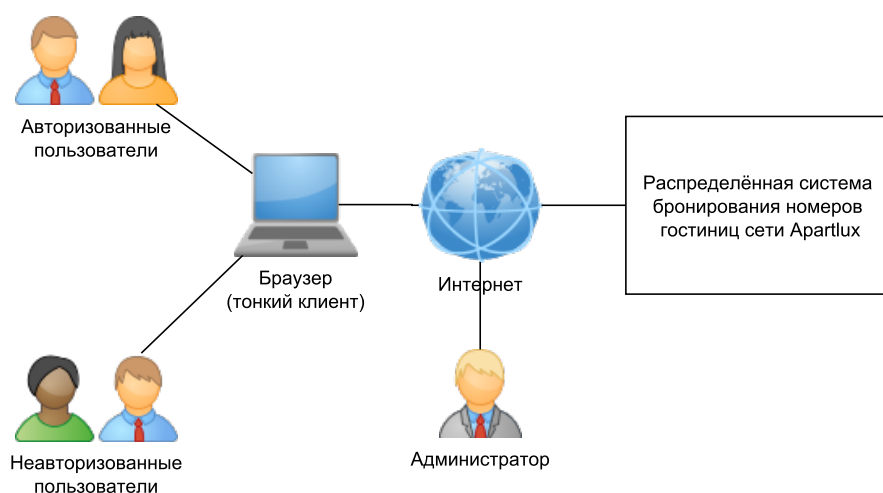 Авторизованные
пользователи
Браузер
(тонкий клиент)
Интернет
Распределённая система
бронирования номеров
гостиниц сети Apartlux
Неавторизованные
пользователи
Администратор